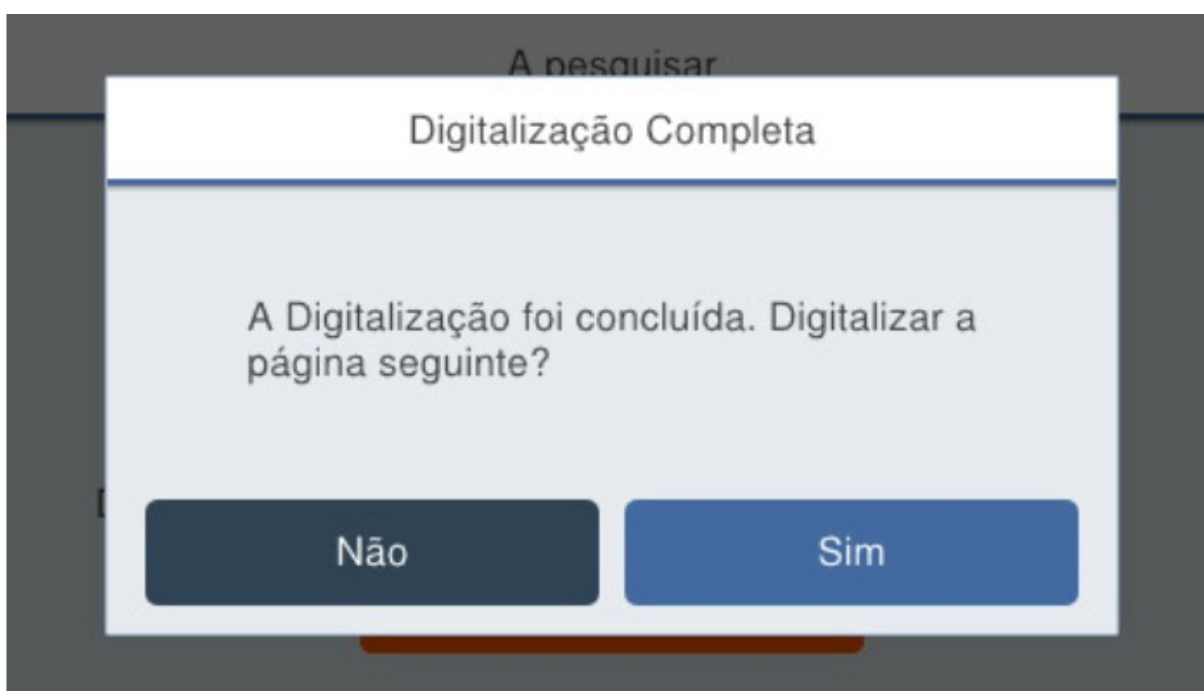 A pesquisar
Digitalização Completa
A Digitalização foi concluída. Digitalizar a
página seguinte?
Não
Sim